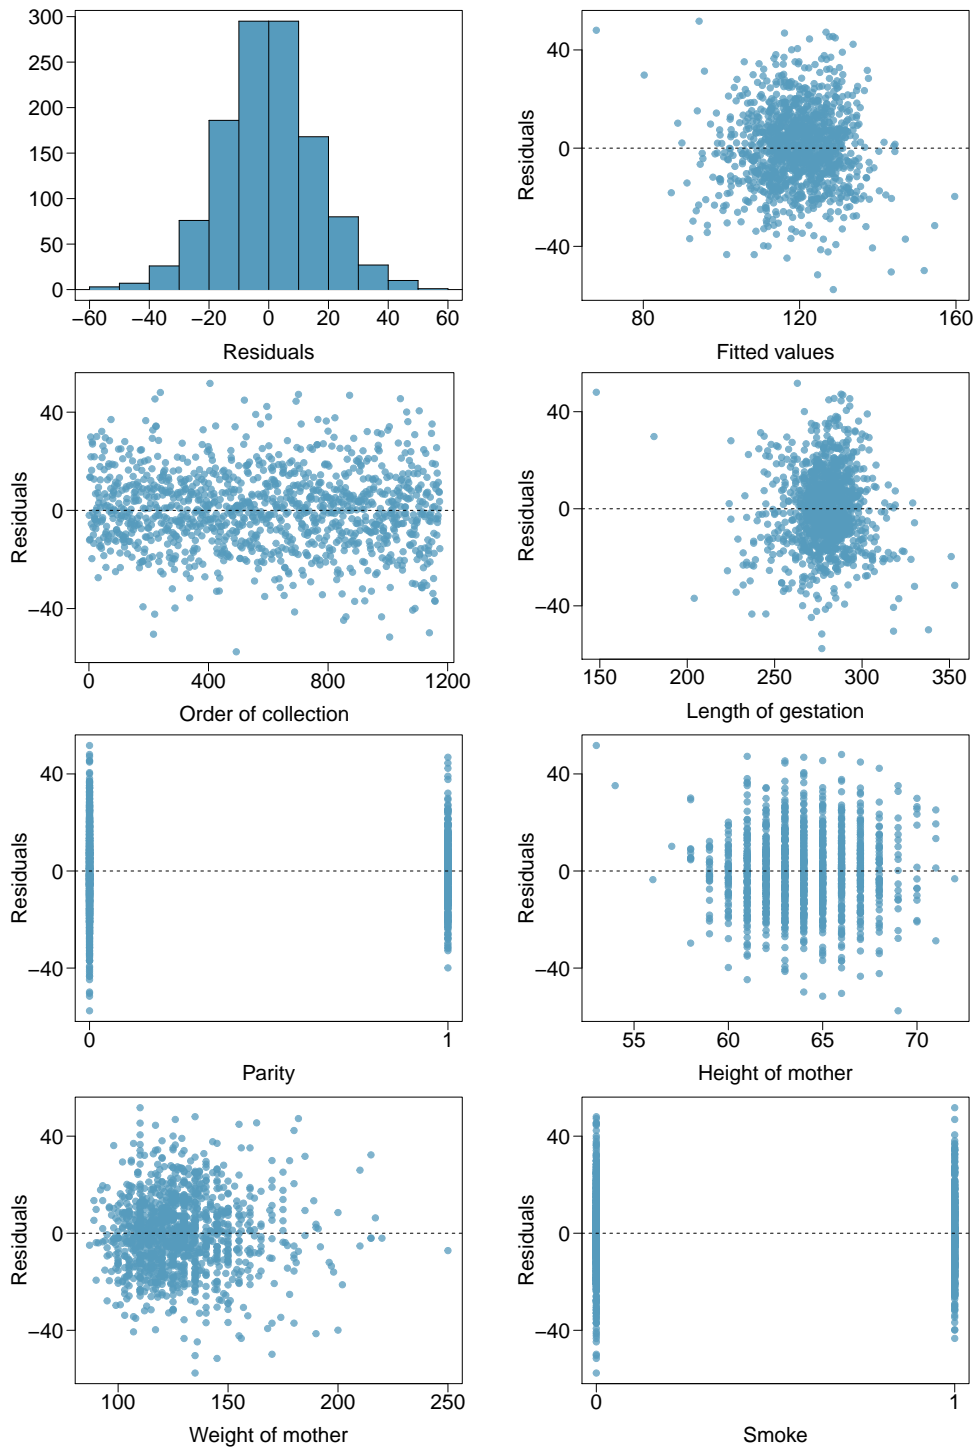 300
250
200
150
100
50
0
−60 −40 −20 0 20 40 60
Residuals
Residuals
40
0
−40
80 120 160
Fitted values
Residuals
40
0
−40
0 400 800 1200
Order of collection
Residuals
40
0
−40
150 200 250 300 350
Length of gestation
Residuals
40
0
−40
0 1
Parity
Residuals
40
0
−40
55 60 65 70
Height of mother
Residuals
40
0
−40
100 150 200 250
Weight of mother
Residuals
40
0
−40
0 1
Smoke